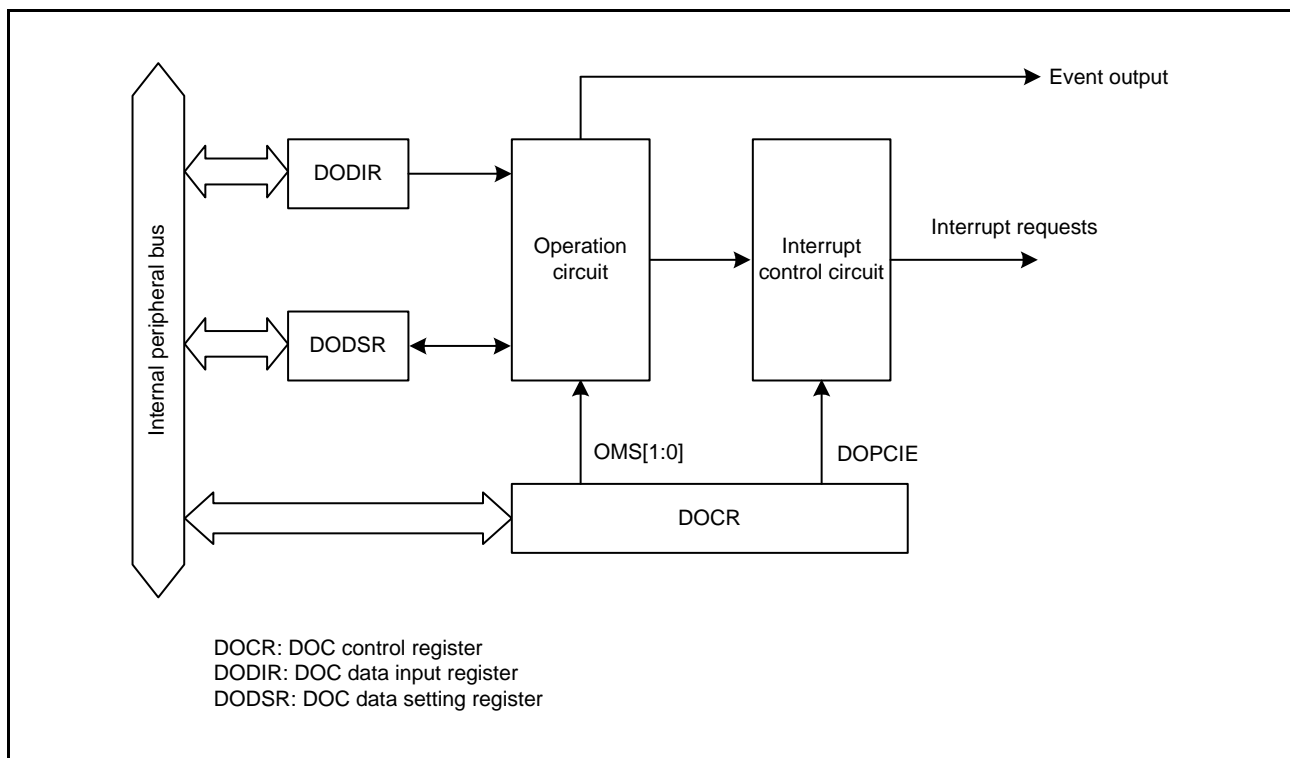 Event output
DODIR
Operation
circuit
Interrupt
control circuit
Interrupt requests
Internal peripheral bus
DODSR
OMS[1:0]
DOPCIE
DOCR
DOCR: DOC control register
DODIR: DOC data input register
DODSR: DOC data setting register